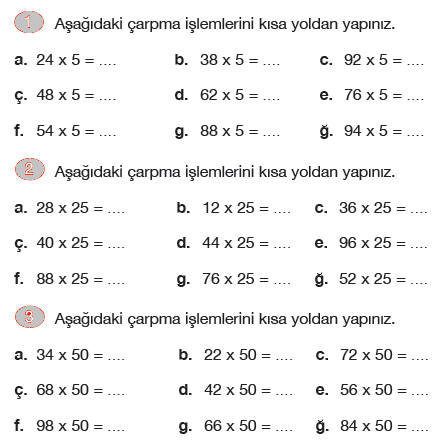 1 Aşağıdaki çarpma işlemlerini kısa yoldan yapınız.
a. 24 x 5 = .... b. 38 x 5 = .... c. 92 x 5 = ....
ç. 48 x 5 = .... d. 62 x 5 = .... e. 76 x 5 = ....
f. 54 x 5 = .... g. 88 x 5 = .... ğ. 94 x 5 = ....
2 Aşağıdaki çarpma işlemlerini kısa yoldan yapınız.
a. 28 x 25 = .... b. 12 x 25 = .... c. 36 x 25 = ....
ç. 40 x 25 = .... d. 44 x 25 = .... e. 96 x 25 = ....
f. 88 x 25 = .... g. 76 x 25 = .... ğ. 52 x 25 = ....
3 Aşağıdaki çarpma işlemlerini kısa yoldan yapınız.
a. 34 x 50 = .... b. 22 x 50 = .... c. 72 x 50 = ....
ç. 68 x 50 = .... d. 42 x 50 = .... e. 56 x 50 = ....
f. 98 x 50 = .... g. 66 x 50 = .... ğ. 84 x 50 = ....